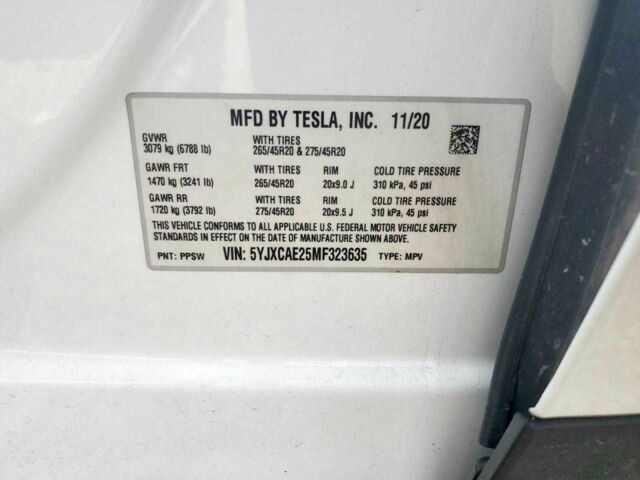 MFD BY TESLA, INC. 11/20
GVWR
3079 kg (6788 lb)
WITH TIRES
265/45R20 & 275/45R20
GAWR FRT WITH TIRES RIM COLD TIRE PRESSURE
1470 kg (3241 lb) 265/45R20 20x9.0 J 310 kPa, 45 psi
GAWR RR WITH TIRES RIM COLD TIRE PRESSURE
1720 kg (3792 lb) 275/45R20 20x9.5 J 310 kPa, 45 psi
THIS VEHICLE CONFORMS TO ALL APPLICABLE U.S. FEDERAL MOTOR VEHICLE SAFETY
STANDARDS IN EFFECT ON THE DATE OF MANUFACTURE SHOWN ABOVE.
PNT: PPSW VIN: 5YJXCAE25MF323635 TYPE: MPV